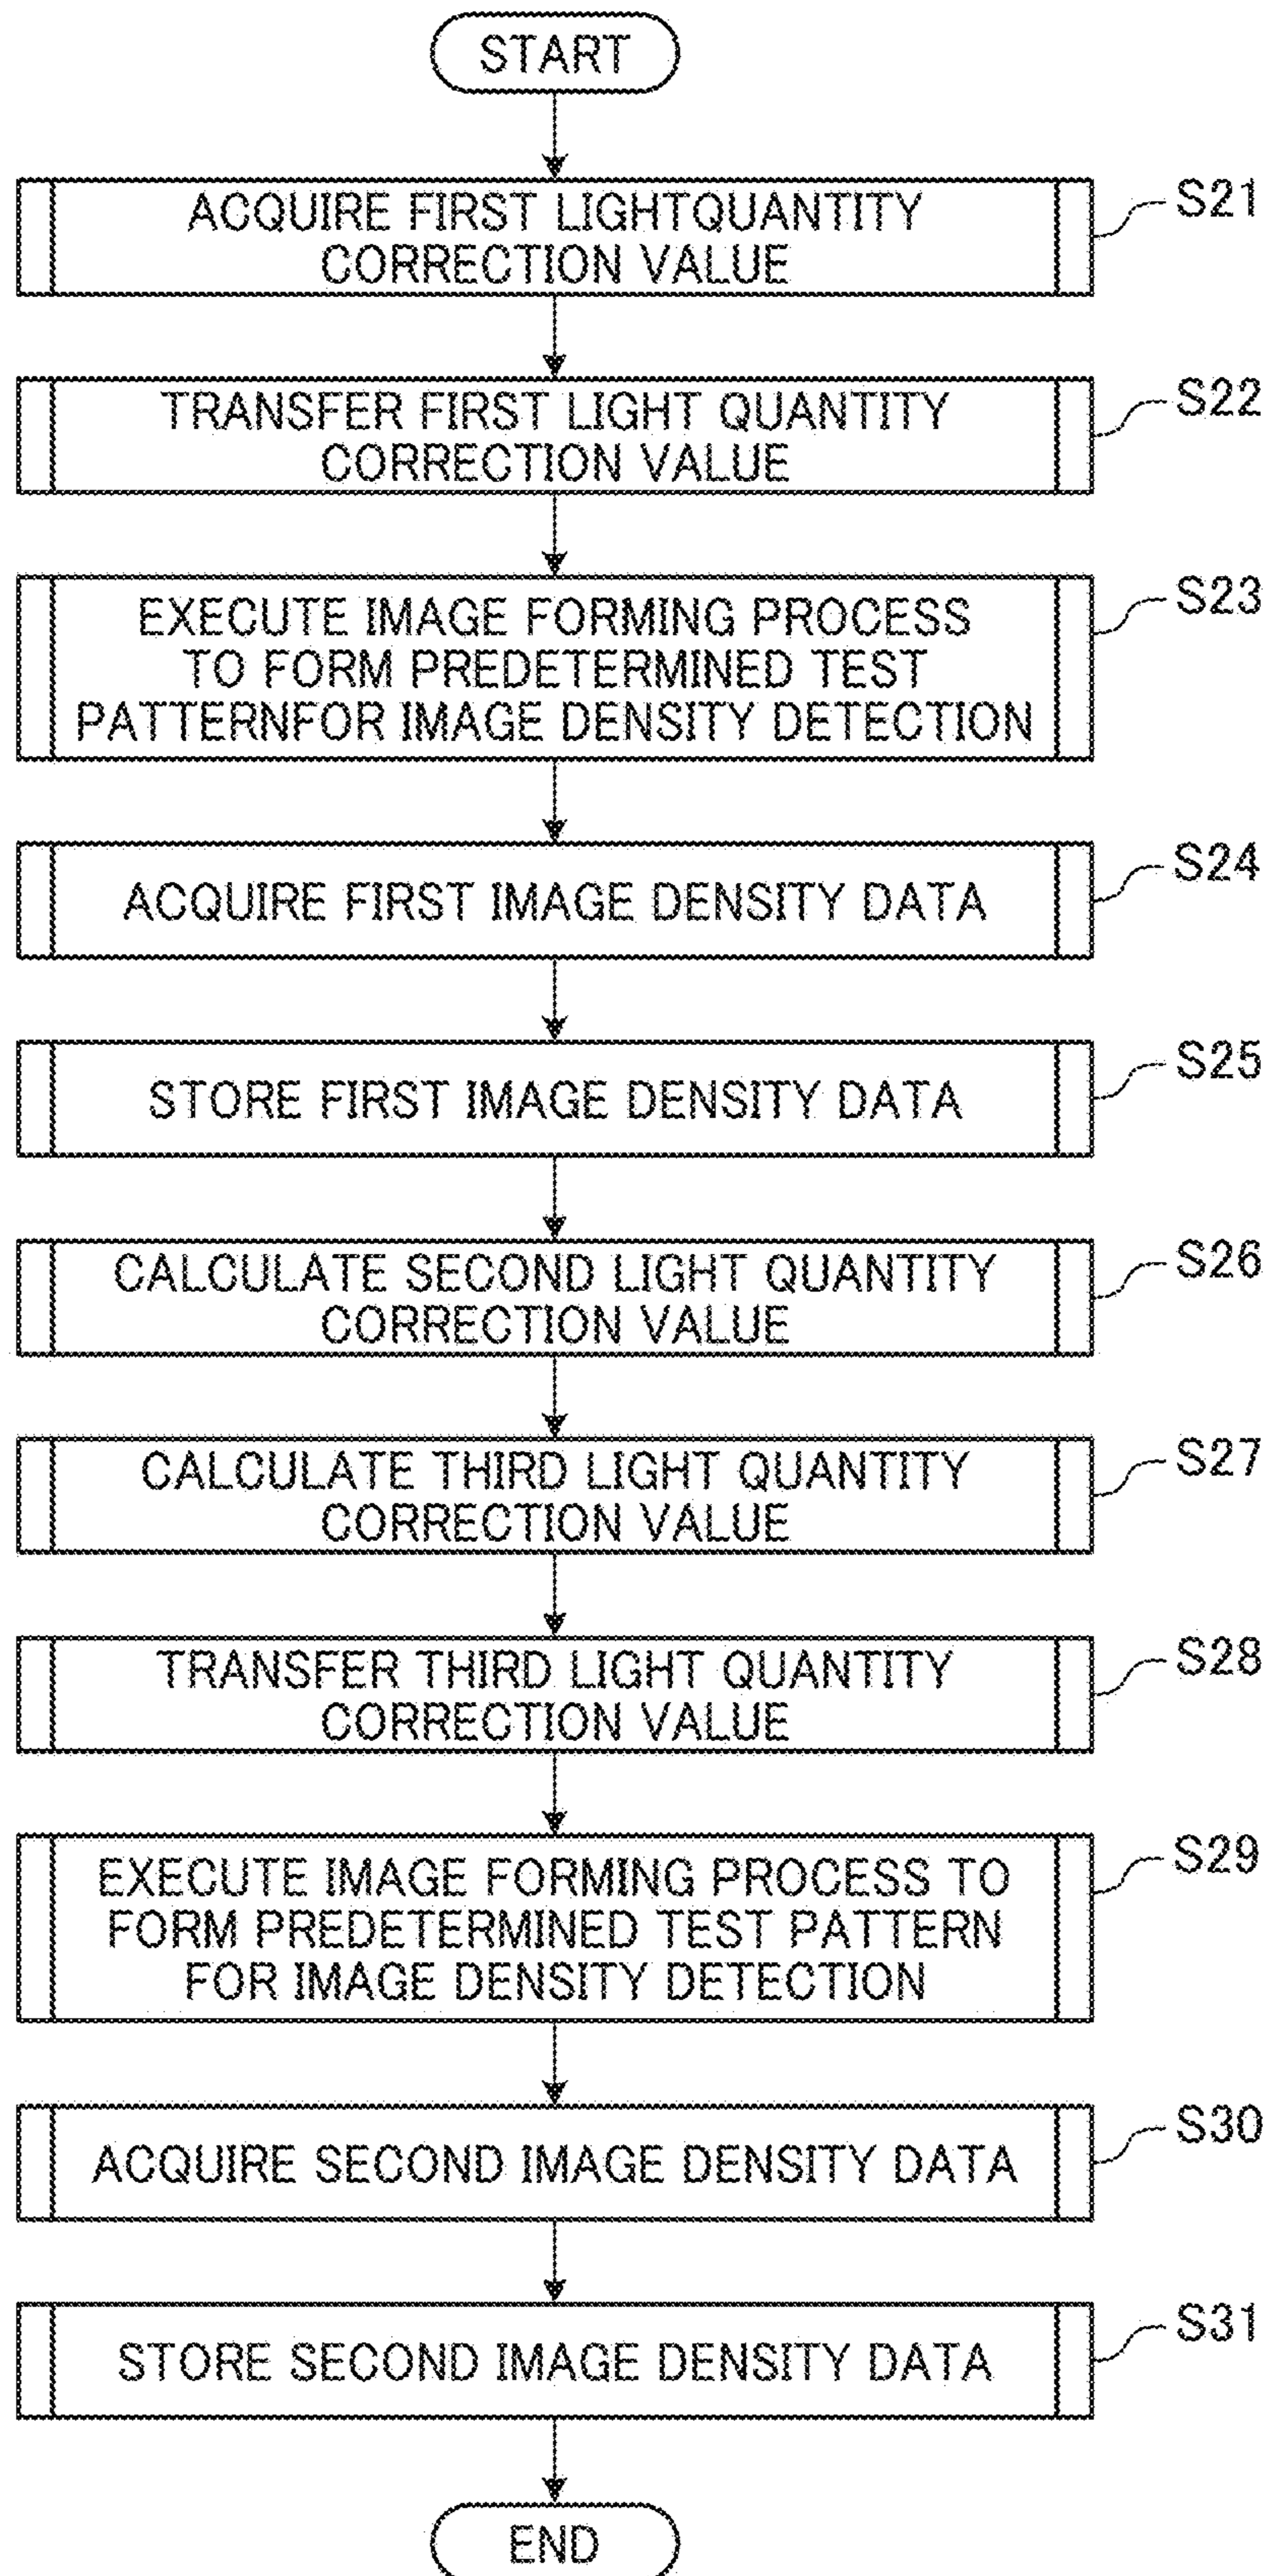 START
ACQUIRE FIRST LIGHTQUANTITY
CORRECTION VALUE
S21
TRANSFER FIRST LIGHT QUANTITY
CORRECTION VALUE
S22
EXECUTE IMAGE FORMING PROCESS
TO FORM PREDETERMINED TEST
PATTERNFOR IMAGE DENSITY DETECTION
S23
ACQUIRE FIRST IMAGE DENSITY DATA
S24
STORE FIRST IMAGE DENSITY DATA
S25
CALCULATE SECOND LIGHT QUANTITY
CORRECTION VALUE
S26
CALCULATE THIRD LIGHT QUANTITY
CORRECTION VALUE
S27
TRANSFER THIRD LIGHT QUANTITY
CORRECTION VALUE
S28
EXECUTE IMAGE FORMING PROCESS TO
FORM PREDETERMINED TEST PATTERN
FOR IMAGE DENSITY DETECTION
S29
ACQUIRE SECOND IMAGE DENSITY DATA
S30
STORE SECOND IMAGE DENSITY DATA
S31
END